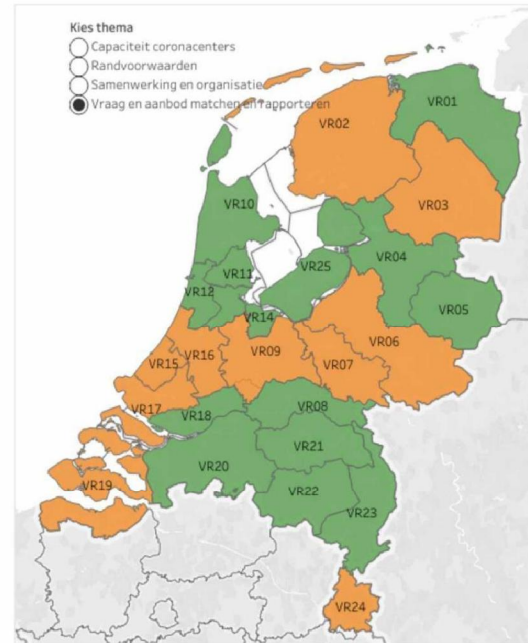 Kies thema
Capaciteit coronacenters
Randvoorwaarden
Samenwerking en organisatie
Vraag en aanbod matchen en rapporteren
VR01
VR02
VR03
VR10
VR04
VR11
VR25
VR12
VR05
VR14
VR06
VR16
VR09
VR15
VR07
VR17
VR18
VR08
VR21
VR20
VR19
VR22
VR23
VR24